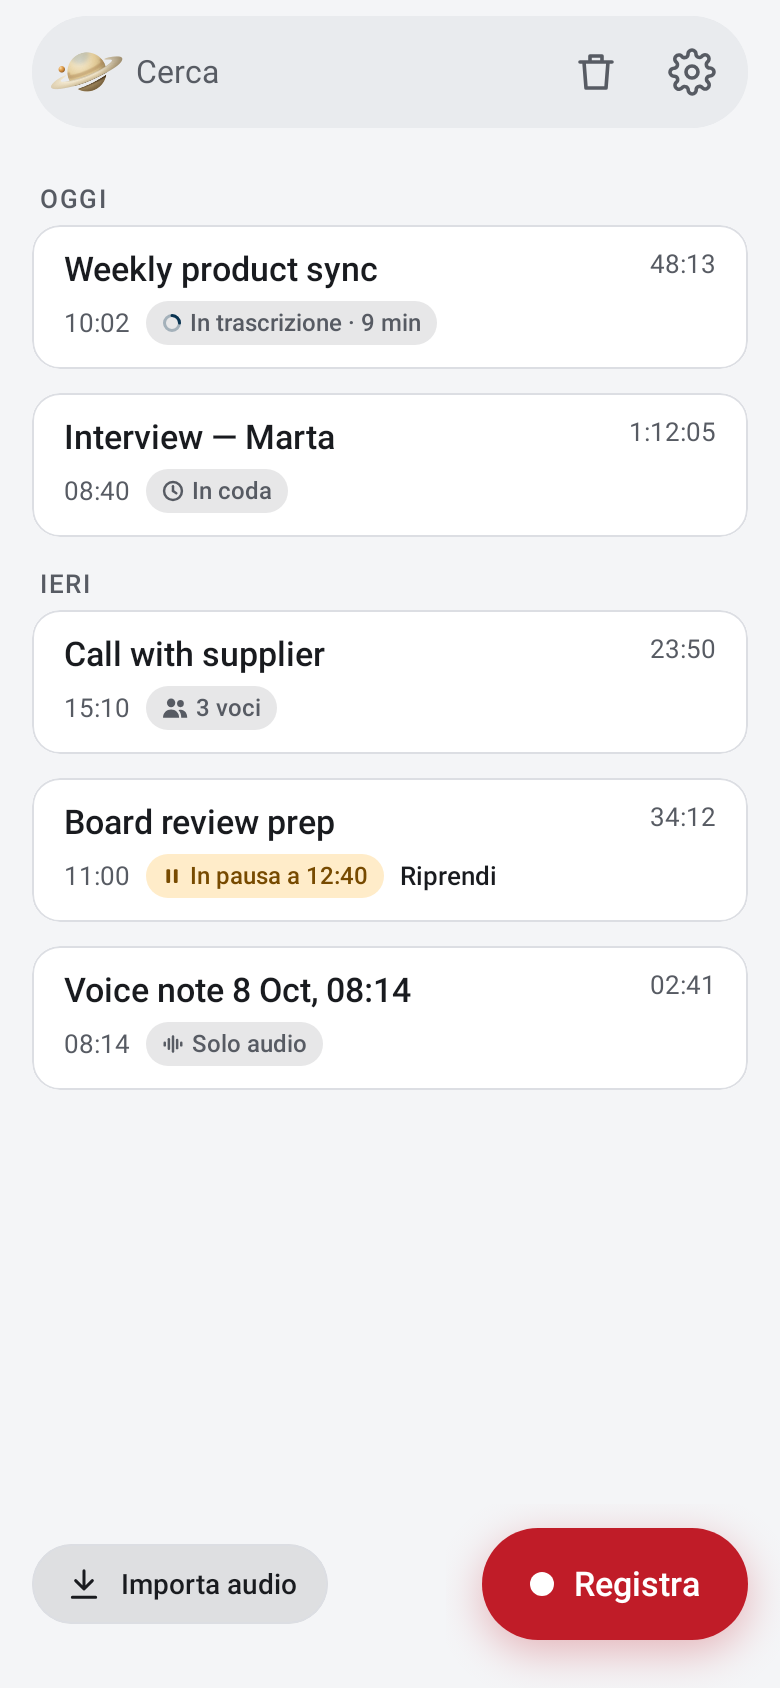 Cerca
OGGI
Weekly product sync
48:13
10:02
In trascrizione · 9 min
Interview — Marta
1:12:05
08:40
In coda
IERI
Call with supplier
23:50
15:10
3 voci
Board review prep
34:12
11:00
In pausa a 12:40
Riprendi
Voice note 8 Oct, 08:14
02:41
08:14
Solo audio
Importa audio
Registra